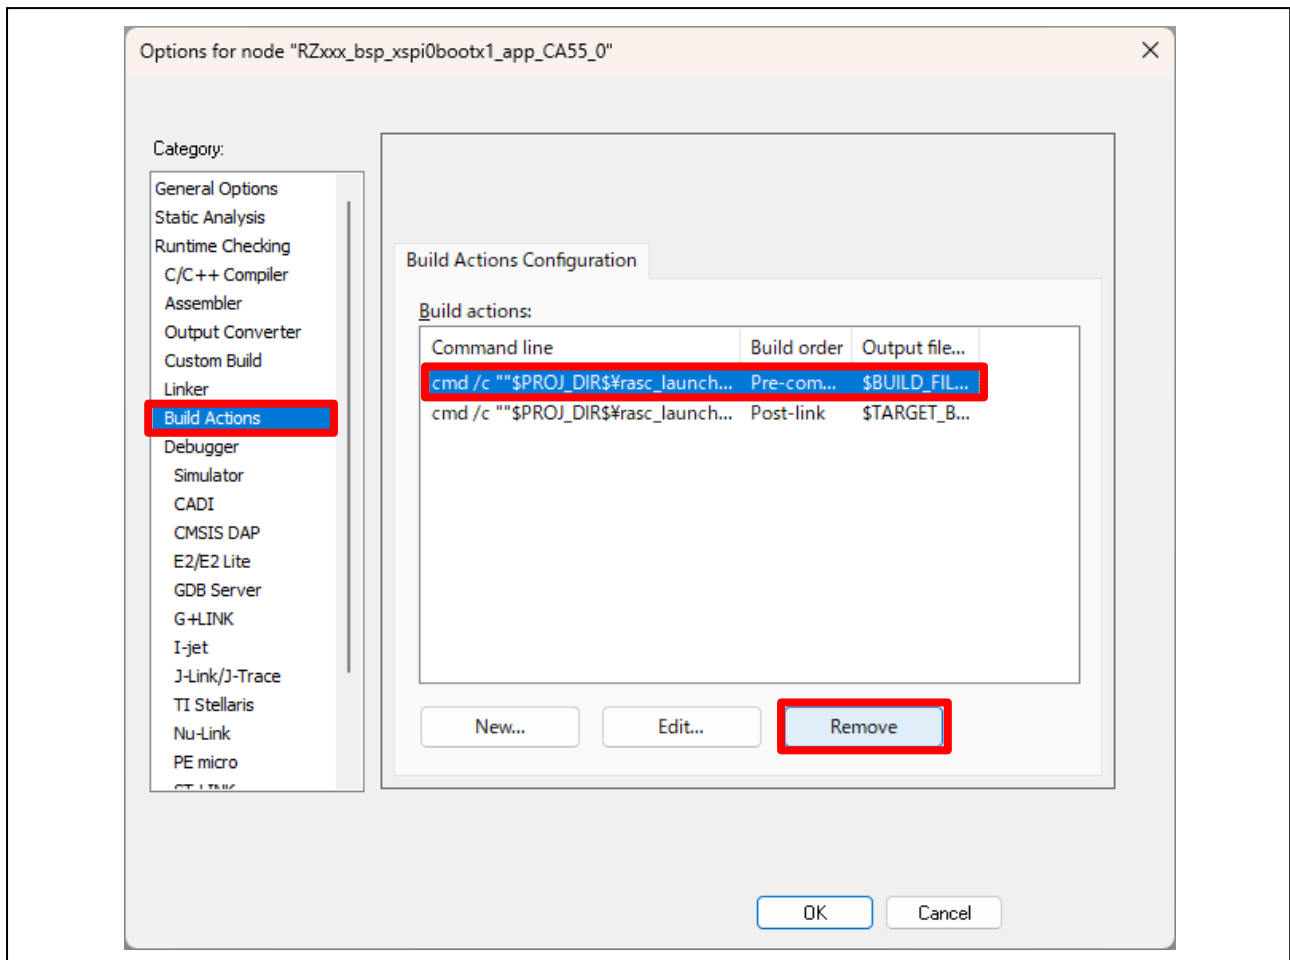 Options for node "RZxxx_bsp_xspi0bootx1_app_CA55_0"
Category:
General Options
Static Analysis
Runtime Checking
C/C++ Compiler
Assembler
Output Converter
Custom Build
Linker
Build Actions
Debugger
Simulator
CADI
CMSIS DAP
E2/E2 Lite
GDB Server
G+LINK
I-jet
J-Link/J-Trace
TI Stellaris
Nu-Link
PE micro
ST-LINK
Build Actions Configuration
Build actions:
Command line Build order Output file...
cmd /c ""$PROJ_DIR$¥rasc_launch... Pre-com... $BUILD_FIL...
cmd /c ""$PROJ_DIR$¥rasc_launch... Post-link $TARGET_B...
New... Edit... Remove
OK Cancel